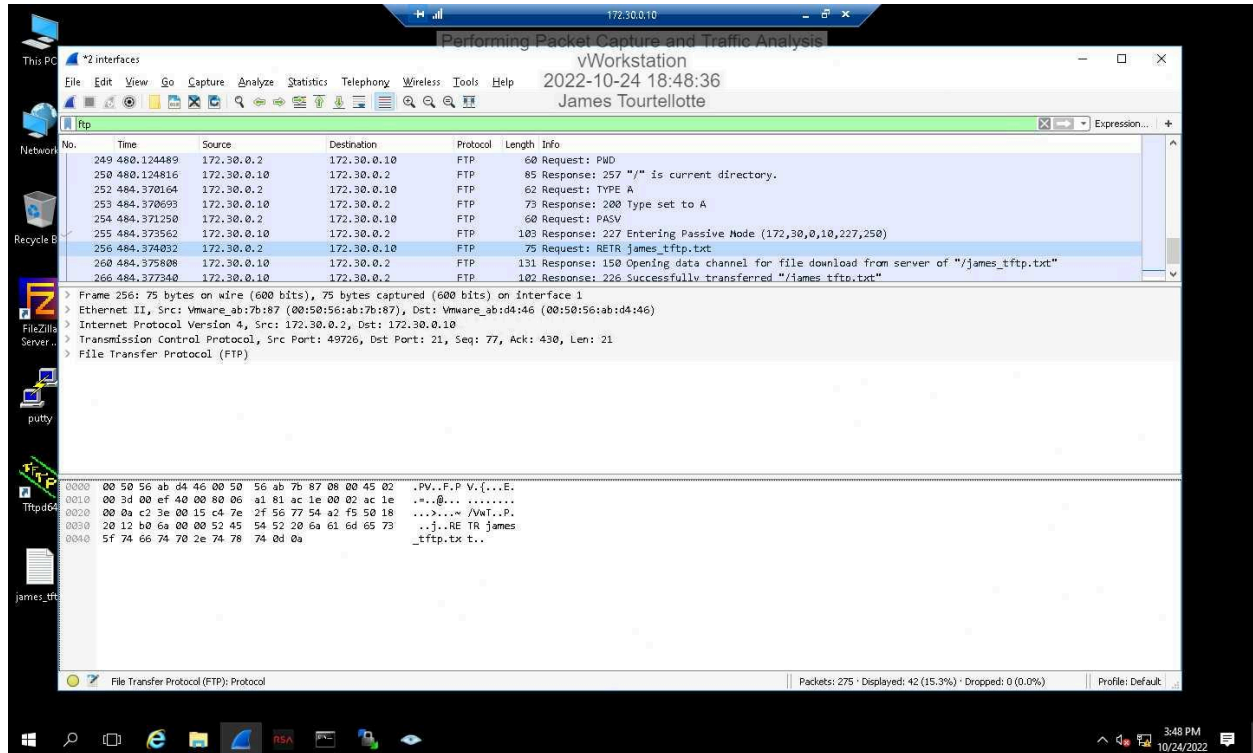 172.30.0.10
Performing Packet Capture and Traffic Analysis
vWorkstation
2022-10-24 18:48:36
James Tourtellotte
This PC
Network
Recycle B
FileZilla
Server ..
putty
Tftpd64
james_tft
*2 interfaces
File Edit View Go Capture Analyze Statistics Telephony Wireless Tools Help
ftp
Expression... +
No. Time Source Destination Protocol Length Info
249 480.124489 172.30.0.2 172.30.0.10 FTP 60 Request: PWD
250 480.124816 172.30.0.10 172.30.0.2 FTP 85 Response: 257 "/" is current directory.
252 484.370164 172.30.0.2 172.30.0.10 FTP 62 Request: TYPE A
253 484.370693 172.30.0.10 172.30.0.2 FTP 73 Response: 200 Type set to A
254 484.371250 172.30.0.2 172.30.0.10 FTP 60 Request: PASV
255 484.373562 172.30.0.10 172.30.0.2 FTP 103 Response: 227 Entering Passive Mode (172,30,0,10,227,250)
256 484.374032 172.30.0.2 172.30.0.10 FTP 75 Request: RETR james_tftp.txt
260 484.375808 172.30.0.10 172.30.0.2 FTP 131 Response: 150 Opening data channel for file download from server of "/james_tftp.txt"
266 484.377340 172.30.0.10 172.30.0.2 FTP 102 Response: 226 Successfully transferred "/james_tftp.txt"
> Frame 256: 75 bytes on wire (600 bits), 75 bytes captured (600 bits) on interface 1
> Ethernet II, Src: Vmware_ab:7b:87 (00:50:56:ab:7b:87), Dst: Vmware_ab:d4:46 (00:50:56:ab:d4:46)
> Internet Protocol Version 4, Src: 172.30.0.2, Dst: 172.30.0.10
> Transmission Control Protocol, Src Port: 49726, Dst Port: 21, Seq: 77, Ack: 430, Len: 21
> File Transfer Protocol (FTP)
0000 00 50 56 ab d4 46 00 50 56 ab 7b 87 08 00 45 02 .PV..F.P V.{...E.
0010 00 3d 00 ef 40 00 80 06 a1 81 ac 1e 00 02 ac 1e .=..@... ........
0020 00 0a c2 3e 00 15 c4 7e 2f 56 77 54 a2 f5 50 18 ...>...~ /VwT..P.
0030 20 12 b0 6a 00 00 52 45 54 52 20 6a 61 6d 65 73 ..j..RE TR james
0040 5f 74 66 74 70 2e 74 78 74 0d 0a _tftp.tx t..
File Transfer Protocol (FTP): Protocol
Packets: 275 · Displayed: 42 (15.3%) · Dropped: 0 (0.0%)
Profile: Default
RSA
3:48 PM
10/24/2022